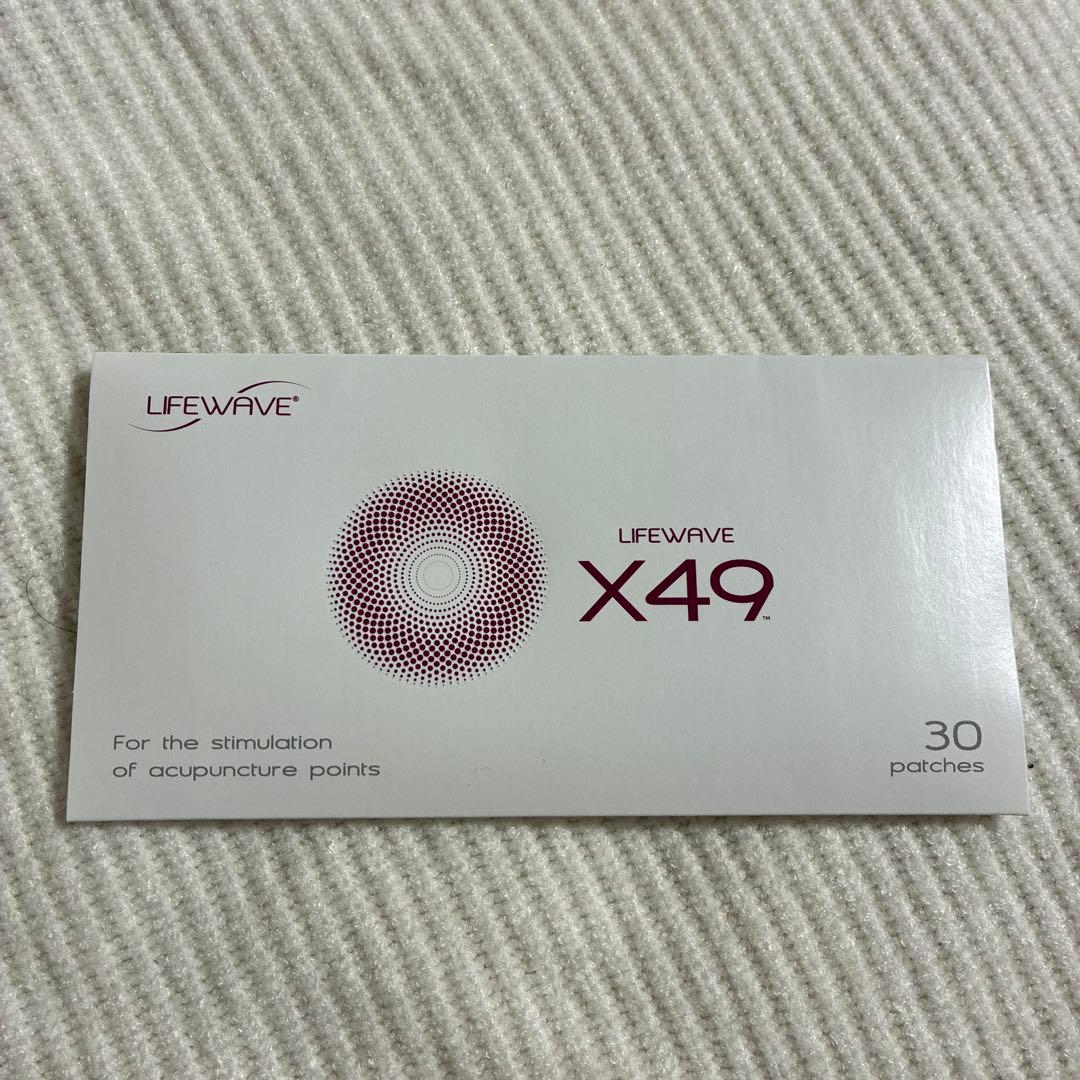 LIFEWAVE®
LIFEWAVE
X49™
For the stimulation
of acupuncture points
30
patches